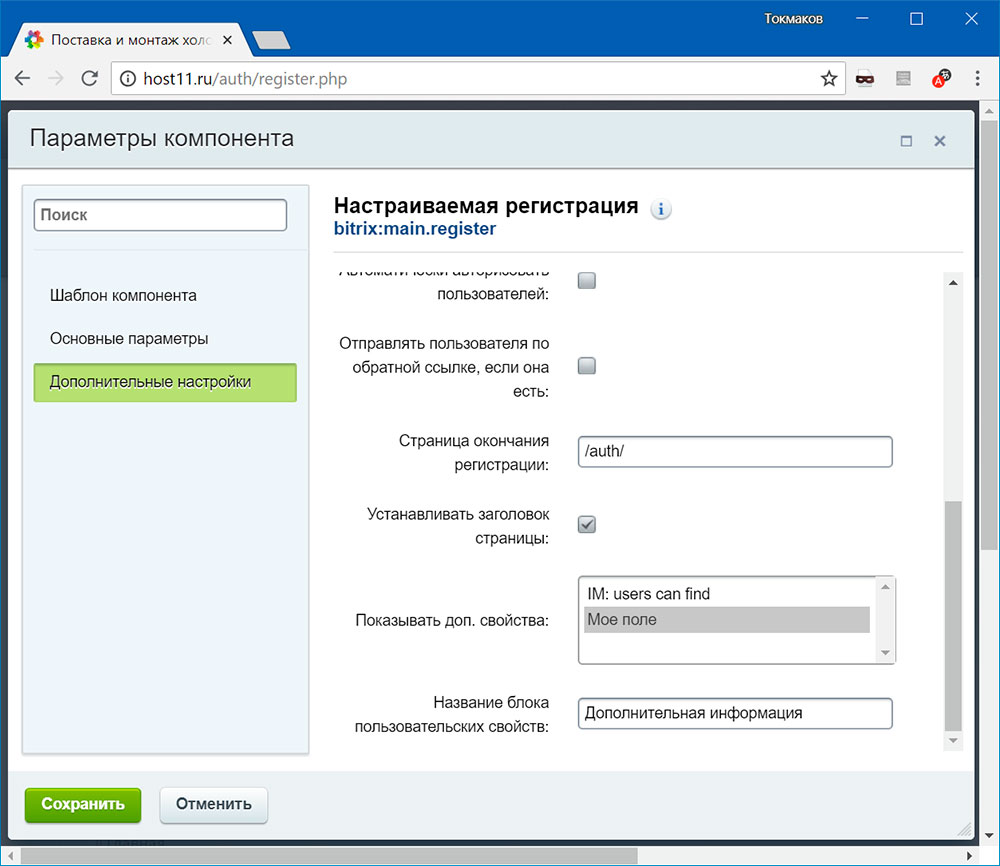 Токмаков
Поставка и монтаж холо
host11.ru/auth/register.php
Параметры компонента
Поиск
Шаблон компонента
Основные параметры
Дополнительные настройки
Настраиваемая регистрация
bitrix:main.register
Автоматически авторизовать
пользователей:
Отправлять пользователя по
обратной ссылке, если она
есть:
Страница окончания
регистрации:
/auth/
Устанавливать заголовок
страницы:
Показывать доп. свойства:
IM: users can find
Мое поле
Название блока
пользовательских свойств:
Дополнительная информация
Сохранить
Отменить